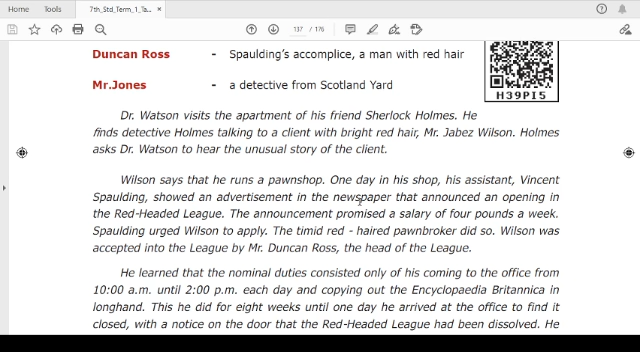 Home Tools 7th_Std_Term_1_Ta... ×
137 / 176
Duncan Ross - Spaulding's accomplice, a man with red hair
Mr.Jones - a detective from Scotland Yard
H39PI5
Dr. Watson visits the apartment of his friend Sherlock Holmes. He
finds detective Holmes talking to a client with bright red hair, Mr. Jabez Wilson. Holmes
asks Dr. Watson to hear the unusual story of the client.
Wilson says that he runs a pawnshop. One day in his shop, his assistant, Vincent
Spaulding, showed an advertisement in the newspaper that announced an opening in
the Red-Headed League. The announcement promised a salary of four pounds a week.
Spaulding urged Wilson to apply. The timid red - haired pawnbroker did so. Wilson was
accepted into the League by Mr. Duncan Ross, the head of the League.
He learned that the nominal duties consisted only of his coming to the office from
10:00 a.m. until 2:00 p.m. each day and copying out the Encyclopaedia Britannica in
longhand. This he did for eight weeks until one day he arrived at the office to find it
closed, with a notice on the door that the Red-Headed League had been dissolved. He